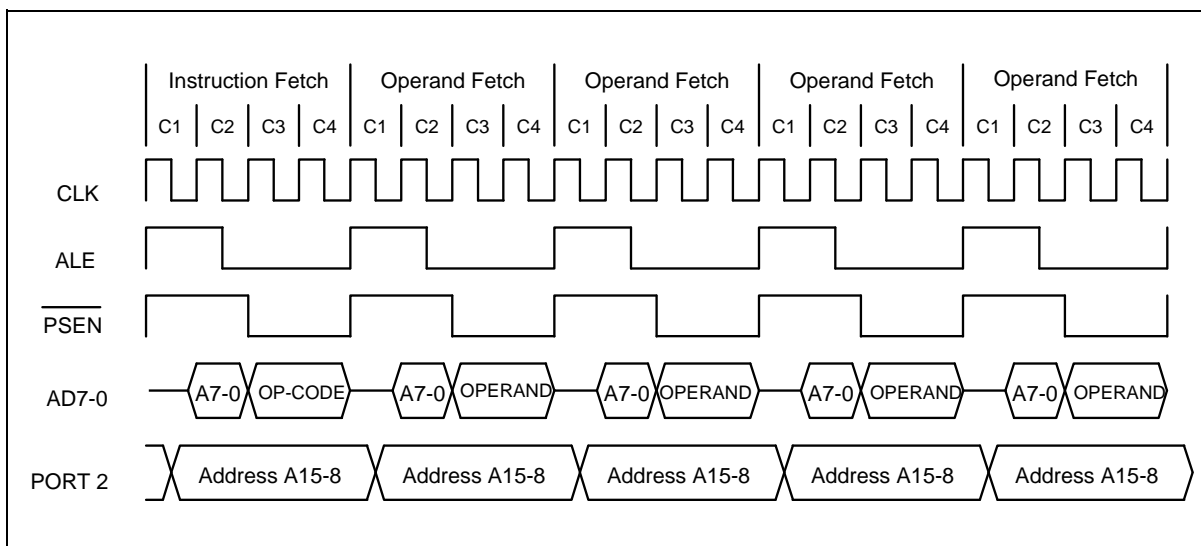 Instruction Fetch Operand Fetch Operand Fetch Operand Fetch Operand Fetch
C1 C2 C3 C4 C1 C2 C3 C4 C1 C2 C3 C4 C1 C2 C3 C4 C1 C2 C3 C4
CLK
ALE
PSEN
AD7-0 A7-0 OP-CODE A7-0 OPERAND A7-0 OPERAND A7-0 OPERAND A7-0 OPERAND
PORT 2 Address A15-8 Address A15-8 Address A15-8 Address A15-8 Address A15-8